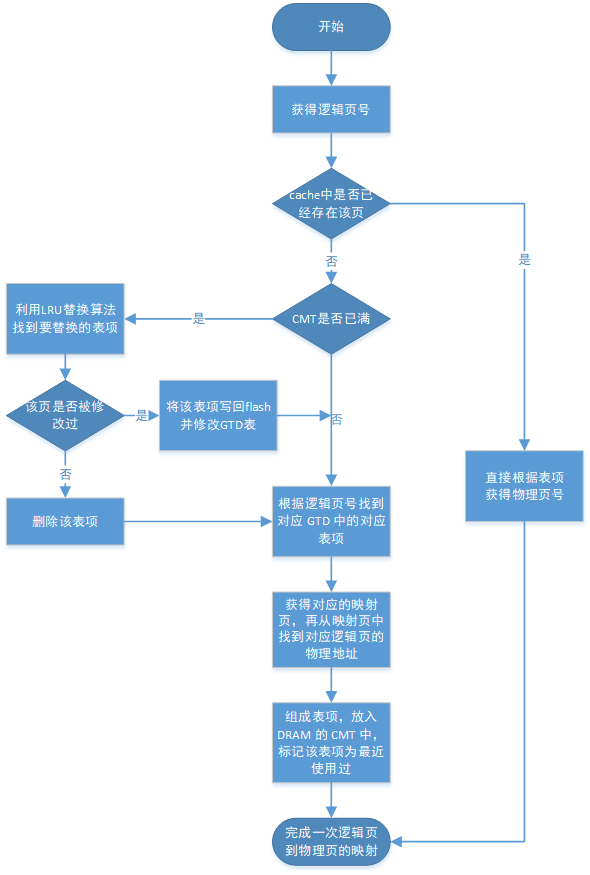 开始
获得逻辑页号
cache中是否已
经存在该页
是
否
CMT是否已满
是
利用LRU替换算法
找到要替换的表项
该页是否被修
改过
是
将该表项写回flash
并修改GTD表
否
否
删除该表项
根据逻辑页号找到
对应 GTD 中的对应
表项
直接根据表项
获得物理页号
获得对应的映射
页，再从映射页中
找到对应逻辑页的
物理地址
组成表项，放入
DRAM 的 CMT 中，
标记该表项为最近
使用过
完成一次逻辑页
到物理页的映射